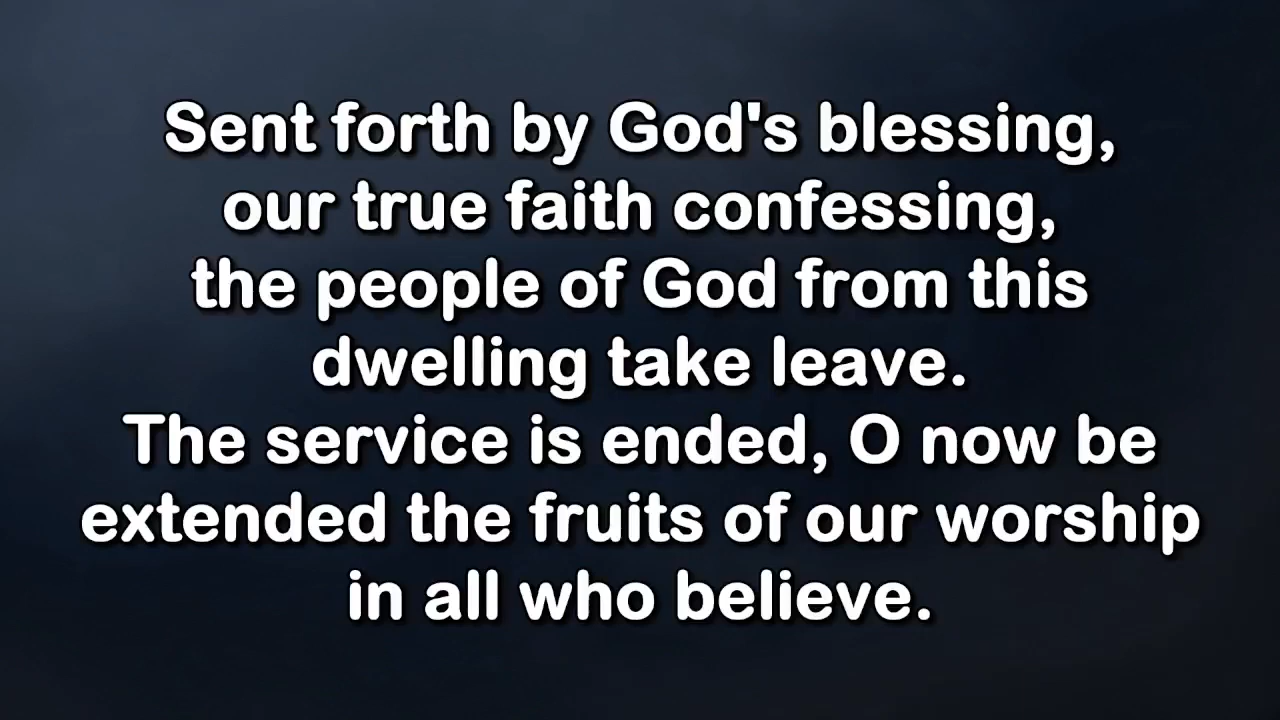 Sent forth by God's blessing,
our true faith confessing,
the people of God from this
dwelling take leave.
The service is ended, O now be
extended the fruits of our worship
in all who believe.